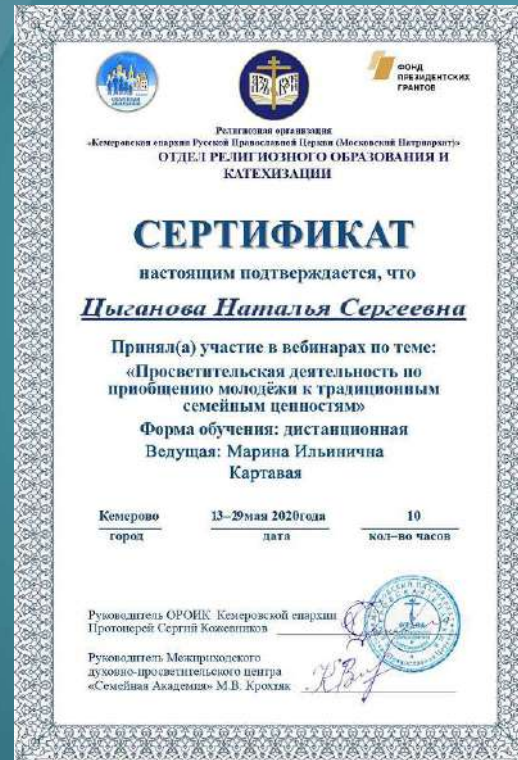 ФОНД
ПРЕЗИДЕНТСКИХ
ГРАНТОВ
Религиозная организация
«Кемеровская епархия Русской Православной Церкви (Московский Патриархат)»
ОТДЕЛ РЕЛИГИОЗНОГО ОБРАЗОВАНИЯ И
КАТЕХИЗАЦИИ
СЕРТИФИКАТ
настоящим подтверждается, что
Цыганова Наталья Сергеевна
Принял(а) участие в вебинарах по теме:
«Просветительская деятельность по
приобщению молодёжи к традиционным
семейным ценностям»
Форма обучения: дистанционная
Ведущая: Марина Ильинична
Картавая
Кемерово 13–29мая 2020года 10
город дата кол–во часов
Руководитель ОРОИК Кемеровской епархии
Протоиерей Сергий Кожевников
Руководитель Межприходского
духовно-просветительского центра
«Семейная Академия» М.В. Крохтяк